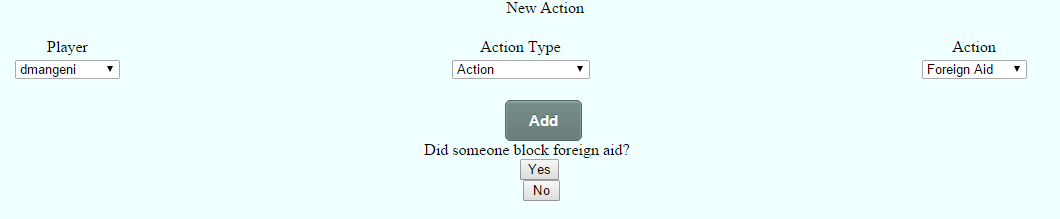 New Action
Player Action Type Action
dmangeni Action Foreign Aid
Add
Did someone block foreign aid?
Yes
No